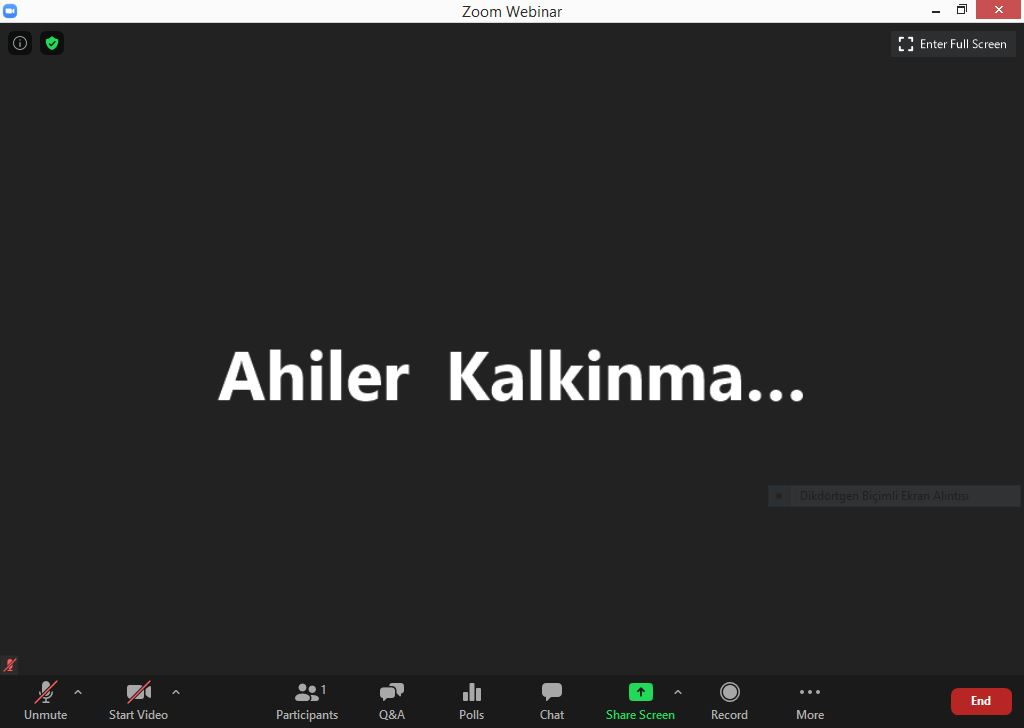 Zoom Webinar
Enter Full Screen
Ahiler Kalkinma...
Dikdörtgen Biçimli Ekran Alıntısı
Unmute
Start Video
1
Participants
Q&A
Polls
Chat
Share Screen
Record
More
End